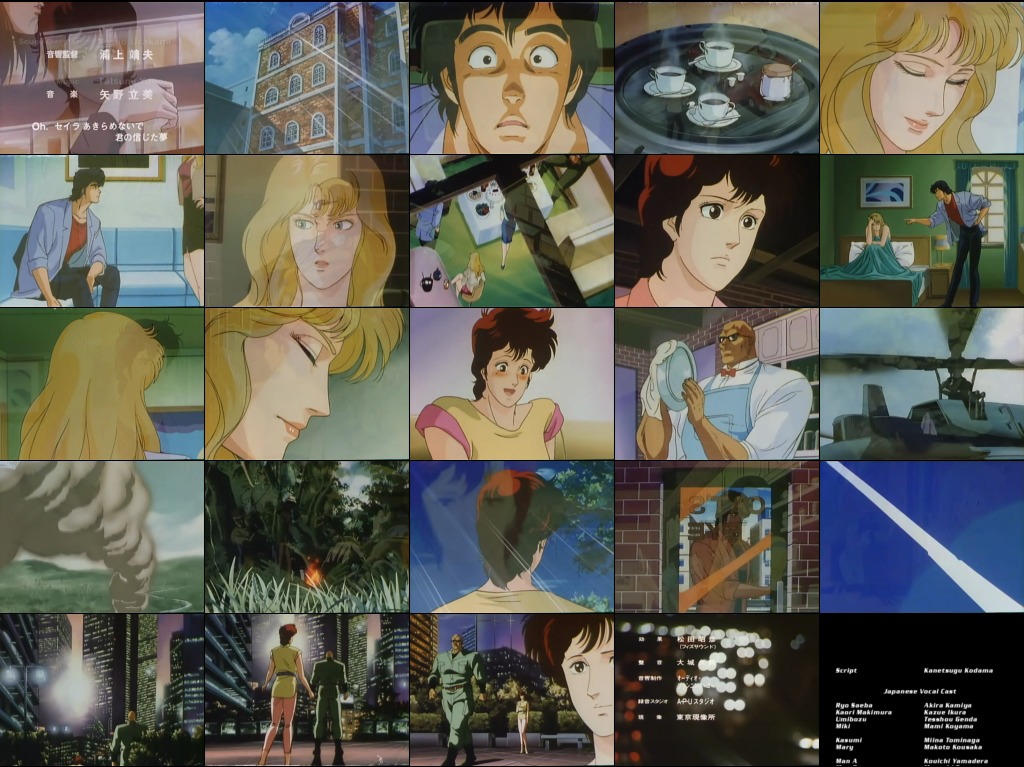 音響監督 浦上靖夫
音楽 矢野立美
Oh, セイラ あきらめないで
君の信じた夢
効果 松田昭彦
(フィズサウンド)
整音 大城
音響制作 オーディオ
録音スタジオ APUスタジオ
現像 東京現像所
Script Kanetsugu Kodama
Japanese Vocal Cast
Ryo Saeba Akira Kamiya
Kaori Makimura Kazue Ikura
Umibozu Tesshou Genda
Miki Mami Koyama
Kasumi Miina Tominaga
Mary Makoto Kousaka
Man A Kouichi Yamadera